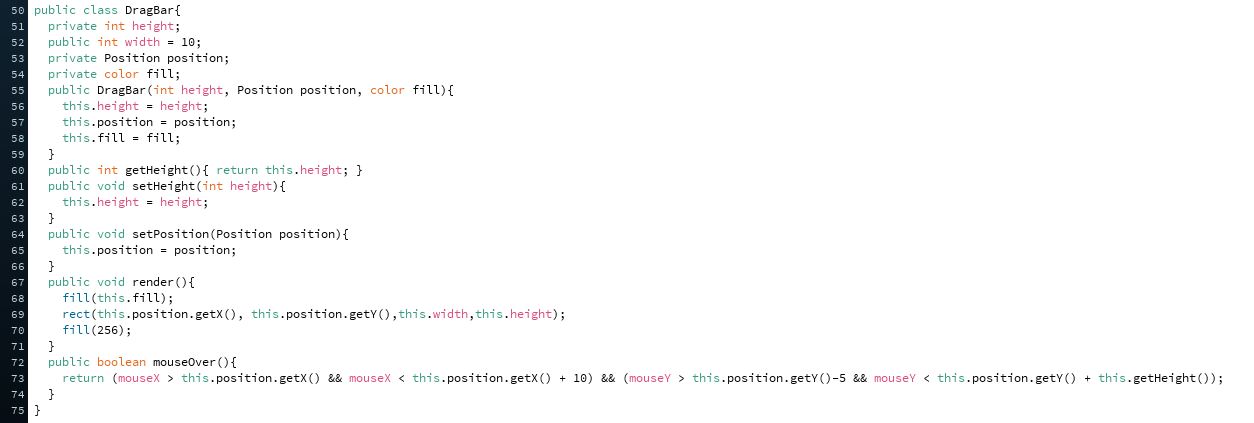 50 public class DragBar{
51   private int height;
52   public int width = 10;
53   private Position position;
54   private color fill;
55   public DragBar(int height, Position position, color fill){
56     this.height = height;
57     this.position = position;
58     this.fill = fill;
59   }
60   public int getHeight(){ return this.height; }
61   public void setHeight(int height){
62     this.height = height;
63   }
64   public void setPosition(Position position){
65     this.position = position;
66   }
67   public void render(){
68     fill(this.fill);
69     rect(this.position.getX(), this.position.getY(),this.width,this.height);
70     fill(256);
71   }
72   public boolean mouseOver(){
73     return (mouseX > this.position.getX() && mouseX < this.position.getX() + 10) && (mouseY > this.position.getY()-5 && mouseY < this.position.getY() + this.getHeight());
74   }
75 }